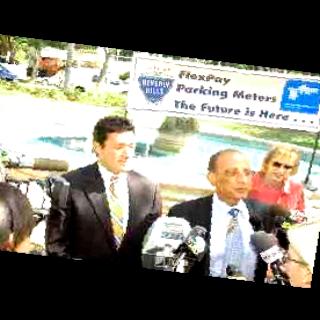 FlexPay
BEVERLY
HILLS
Parking Meters
The Future is Here . . . .